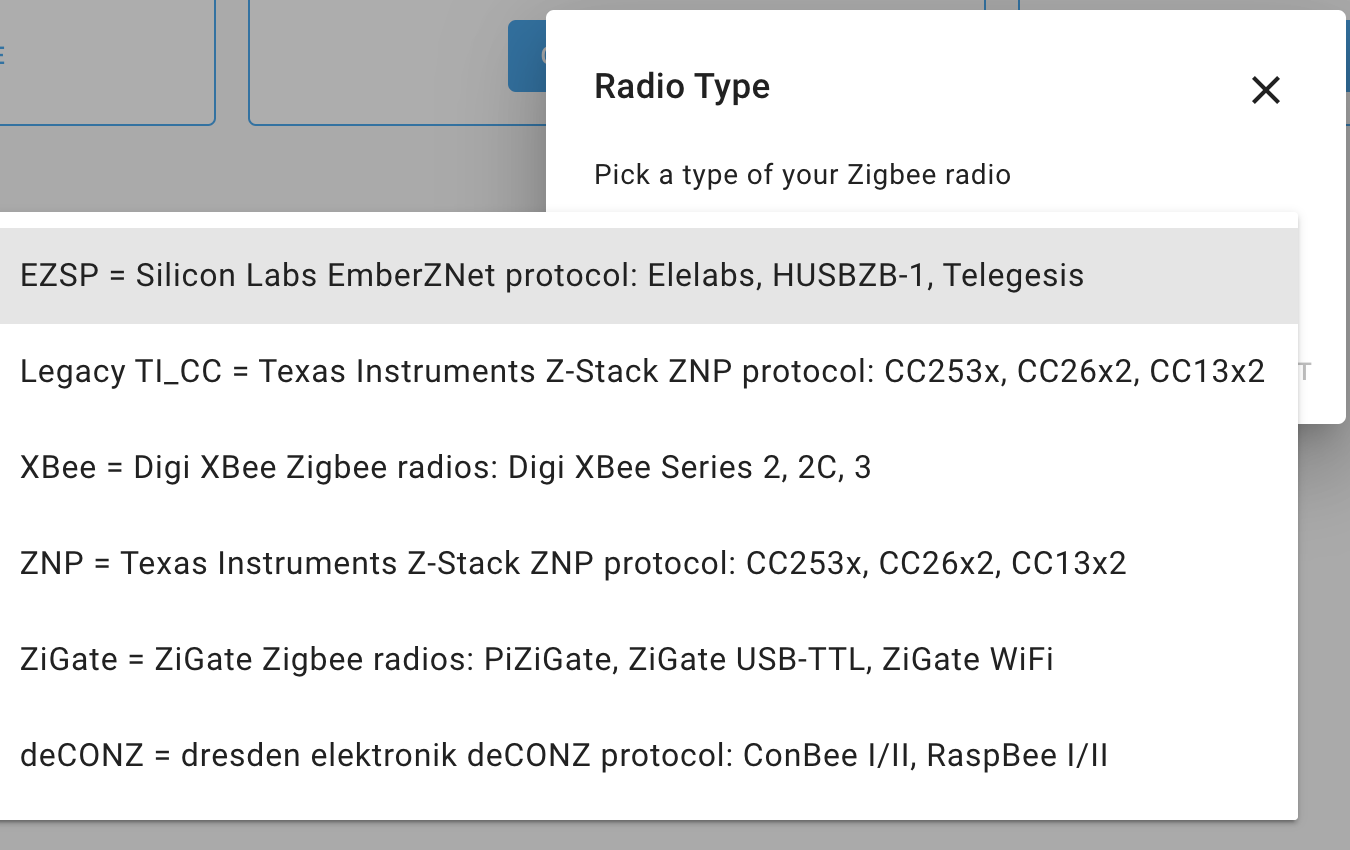 Radio Type
Pick a type of your Zigbee radio
EZSP = Silicon Labs EmberZNet protocol: Elelabs, HUSBZB-1, Telegesis
Legacy TI_CC = Texas Instruments Z-Stack ZNP protocol: CC253x, CC26x2, CC13x2
XBee = Digi XBee Zigbee radios: Digi XBee Series 2, 2C, 3
ZNP = Texas Instruments Z-Stack ZNP protocol: CC253x, CC26x2, CC13x2
ZiGate = ZiGate Zigbee radios: PiZiGate, ZiGate USB-TTL, ZiGate WiFi
deCONZ = dresden elektronik deCONZ protocol: ConBee I/II, RaspBee I/II